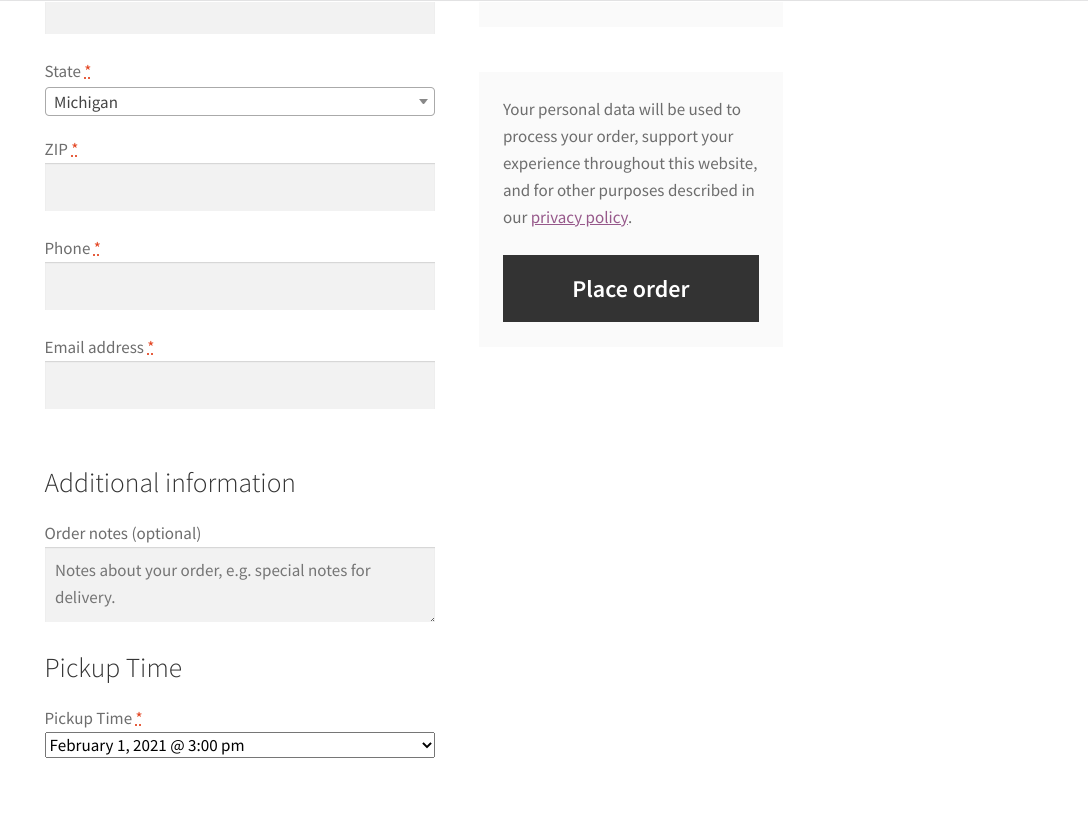 State *
Michigan
ZIP *
Phone *
Email address *
Additional information
Order notes (optional)
Notes about your order, e.g. special notes for
delivery.
Pickup Time
Pickup Time *
February 1, 2021 @ 3:00 pm
Your personal data will be used to
process your order, support your
experience throughout this website,
and for other purposes described in
our privacy policy.
Place order